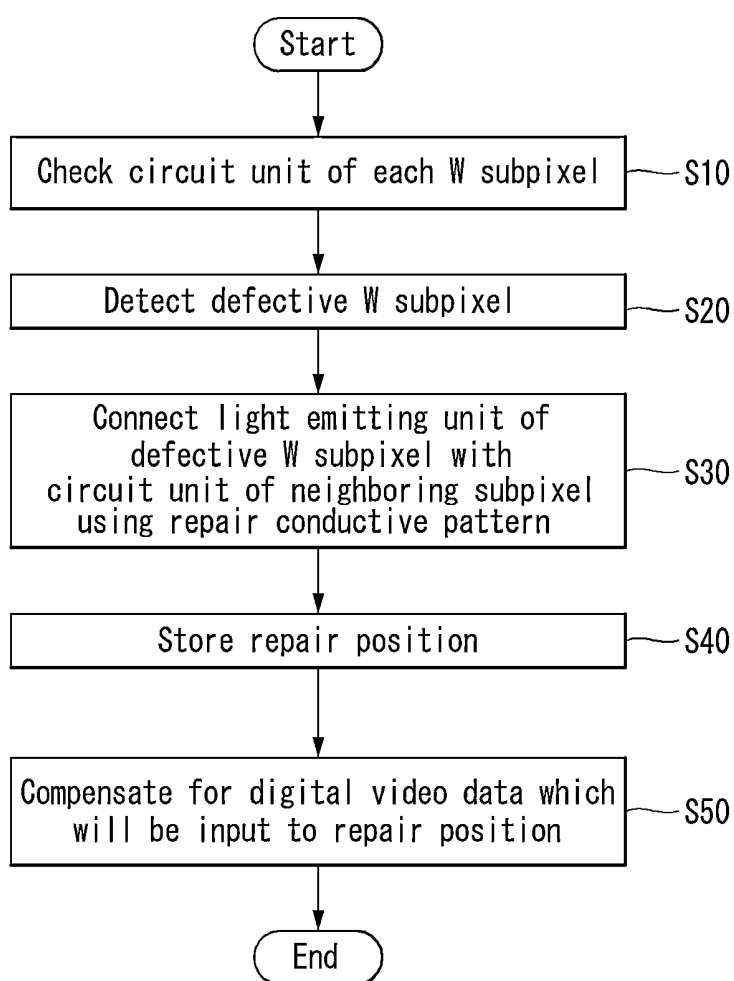 Start
Check circuit unit of each W subpixel
S10
Detect defective W subpixel
S20
Connect light emitting unit of
defective W subpixel with
circuit unit of neighboring subpixel
using repair conductive pattern
S30
Store repair position
S40
Compensate for digital video data which
will be input to repair position
S50
End